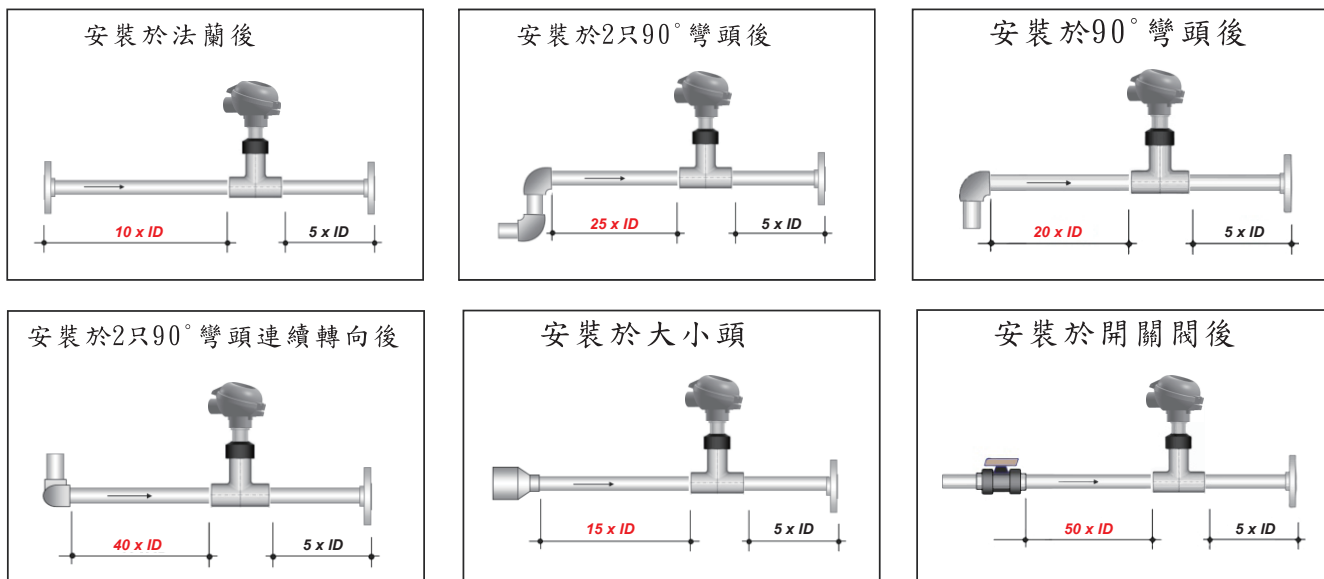 安裝於法蘭後
10 x ID
5 x ID
安裝於2只90°彎頭後
25 x ID
5 x ID
安裝於90°彎頭後
20 x ID
5 x ID
安裝於2只90°彎頭連續轉向後
40 x ID
5 x ID
安裝於大小頭
15 x ID
5 x ID
安裝於開關閥後
50 x ID
5 x ID